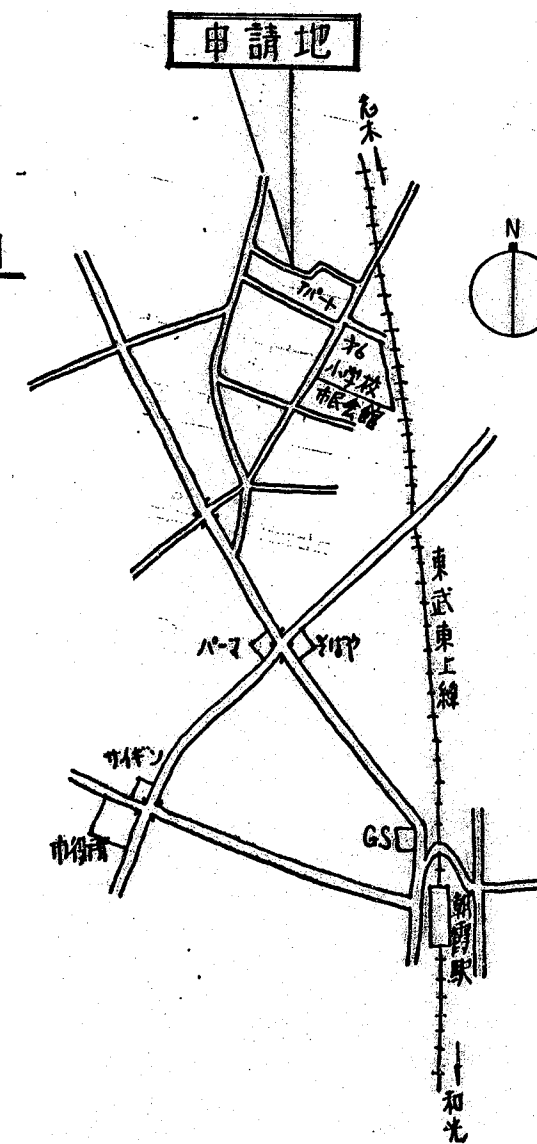 申請地
志木
N
アパート
才6
小学校
市民会館
東武東上線
パーマ
そばや
サイギン
市役所
GS
朝霞駅
和光